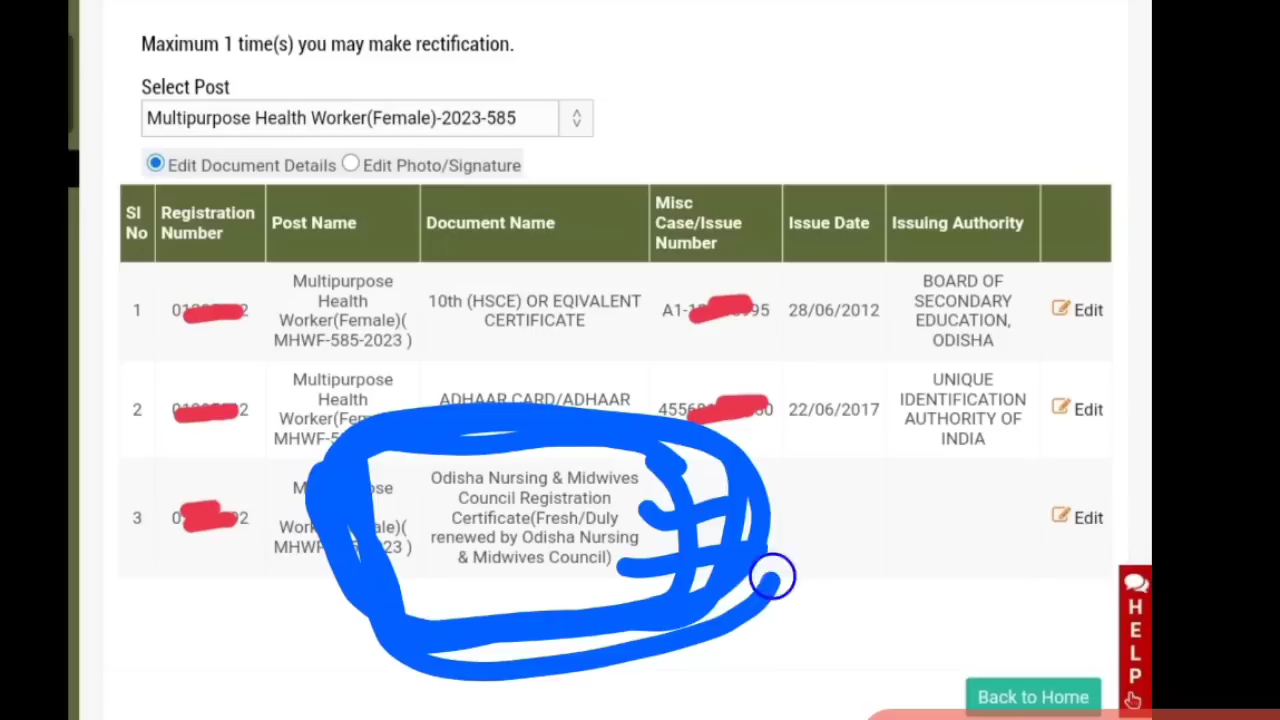 Maximum 1 time(s) you may make rectification.
Select Post
Multipurpose Health Worker(Female)-2023-585
Edit Document Details Edit Photo/Signature
Sl No
Registration Number
Post Name
Document Name
Misc Case/Issue Number
Issue Date
Issuing Authority
1
Multipurpose
Health
Worker(Female)(
MHWF-585-2023 )
10th (HSCE) OR EQIVALENT
CERTIFICATE
A1-
28/06/2012
BOARD OF
SECONDARY
EDUCATION,
ODISHA
Edit
2
Multipurpose
Health
ADHAAR CARD/ADHAAR
22/06/2017
UNIQUE
IDENTIFICATION
AUTHORITY OF
INDIA
Edit
3
Odisha Nursing & Midwives
Council Registration
Certificate(Fresh/Duly
renewed by Odisha Nursing
& Midwives Council)
Edit
HELP
Back to Home